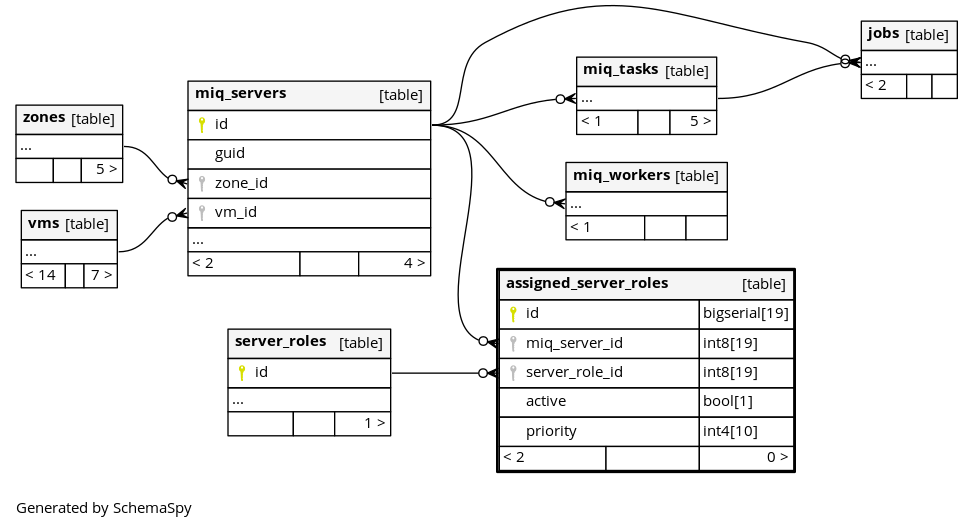 zones [table]
...
5 >
vms [table]
...
< 14 7 >
miq_servers [table]
id
guid
zone_id
vm_id
...
< 2 4 >
server_roles [table]
id
...
1 >
miq_tasks [table]
...
< 1 5 >
miq_workers [table]
...
< 1
jobs [table]
...
< 2
assigned_server_roles [table]
id bigserial[19]
miq_server_id int8[19]
server_role_id int8[19]
active bool[1]
priority int4[10]
< 2 0 >
Generated by SchemaSpy